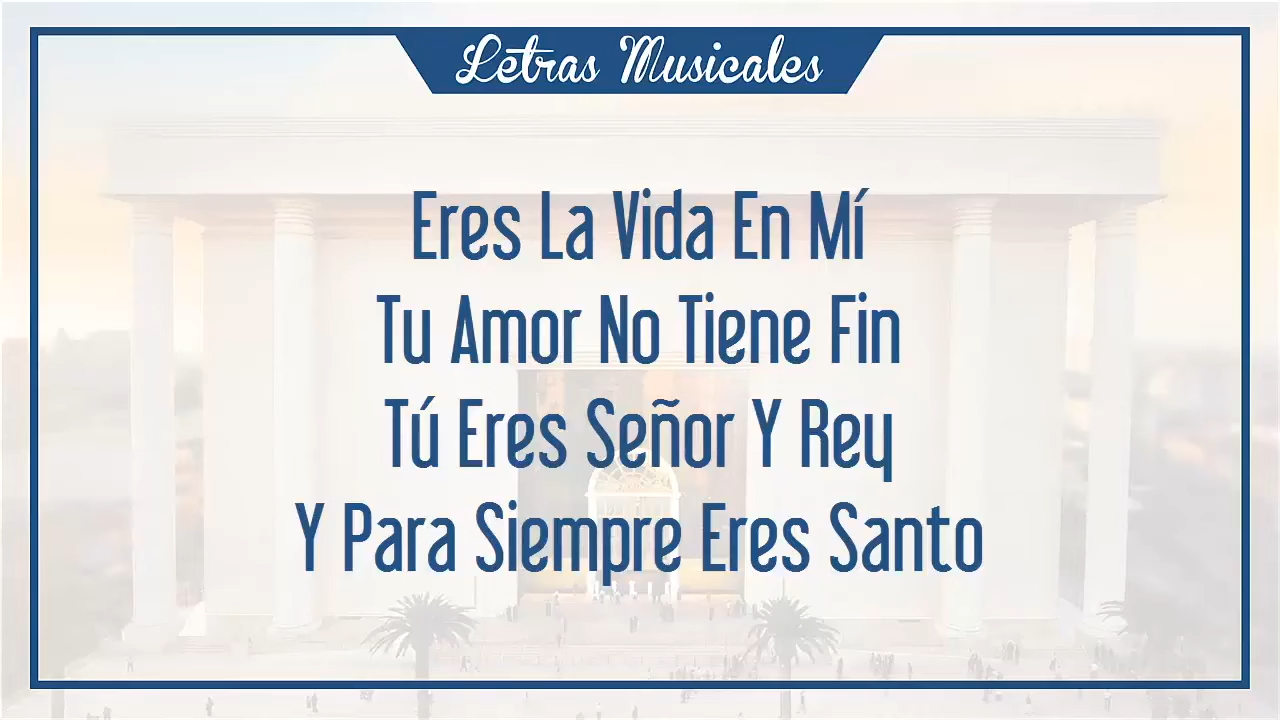 Letras Musicales
Eres La Vida En Mí
Tu Amor No Tiene Fin
Tú Eres Señor Y Rey
Y Para Siempre Eres Santo